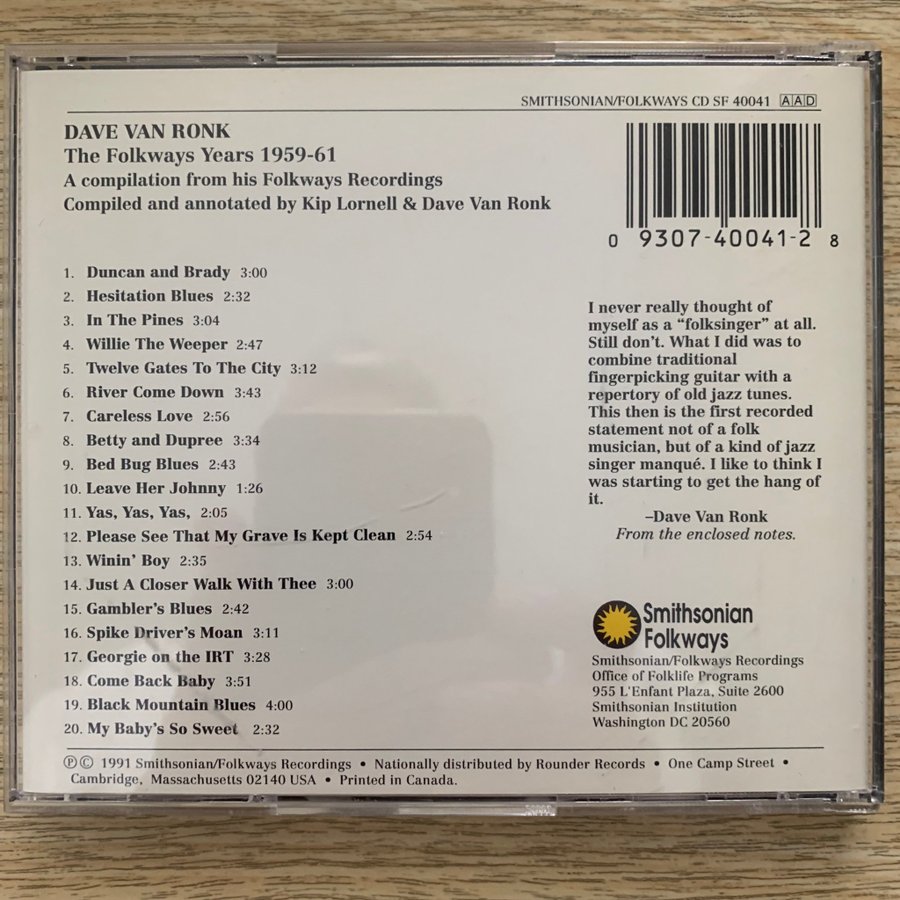 SMITHSONIAN/FOLKWAYS CD SF 40041 AAD
DAVE VAN RONK
The Folkways Years 1959-61
A compilation from his Folkways Recordings
Compiled and annotated by Kip Lornell & Dave Van Ronk
0 9307-40041-2 8
1. Duncan and Brady 3:00
2. Hesitation Blues 2:32
3. In The Pines 3:04
4. Willie The Weeper 2:47
5. Twelve Gates To The City 3:12
6. River Come Down 3:43
7. Careless Love 2:56
8. Betty and Dupree 3:34
9. Bed Bug Blues 2:43
10. Leave Her Johnny 1:26
11. Yas, Yas, Yas, 2:05
12. Please See That My Grave Is Kept Clean 2:54
13. Winin' Boy 2:35
14. Just A Closer Walk With Thee 3:00
15. Gambler's Blues 2:42
16. Spike Driver's Moan 3:11
17. Georgie on the IRT 3:28
18. Come Back Baby 3:51
19. Black Mountain Blues 4:00
20. My Baby's So Sweet 2:32
I never really thought of
myself as a “folksinger” at all.
Still don't. What I did was to
combine traditional
fingerpicking guitar with a
repertory of old jazz tunes.
This then is the first recorded
statement not of a folk
musician, but of a kind of jazz
singer manqué. I like to think I
was starting to get the hang of
it.
–Dave Van Ronk
From the enclosed notes.
Smithsonian
Folkways
Smithsonian/Folkways Recordings
Office of Folklife Programs
955 L'Enfant Plaza, Suite 2600
Smithsonian Institution
Washington DC 20560
℗© 1991 Smithsonian/Folkways Recordings • Nationally distributed by Rounder Records • One Camp Street •
Cambridge, Massachusetts 02140 USA • Printed in Canada.